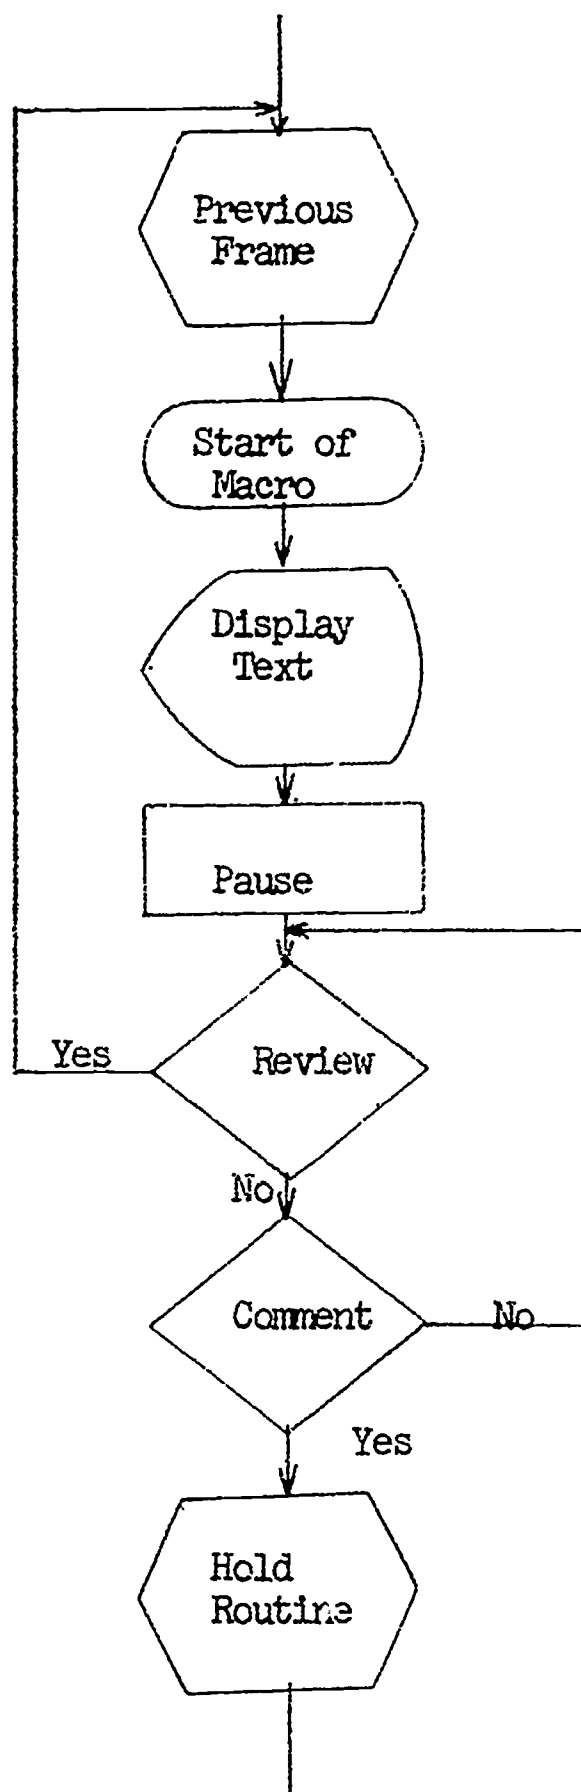 Previous
Frame
Start of
Macro
Display
Text
Pause
Yes
Review
No
Comment
No
Yes
Hold
Routine